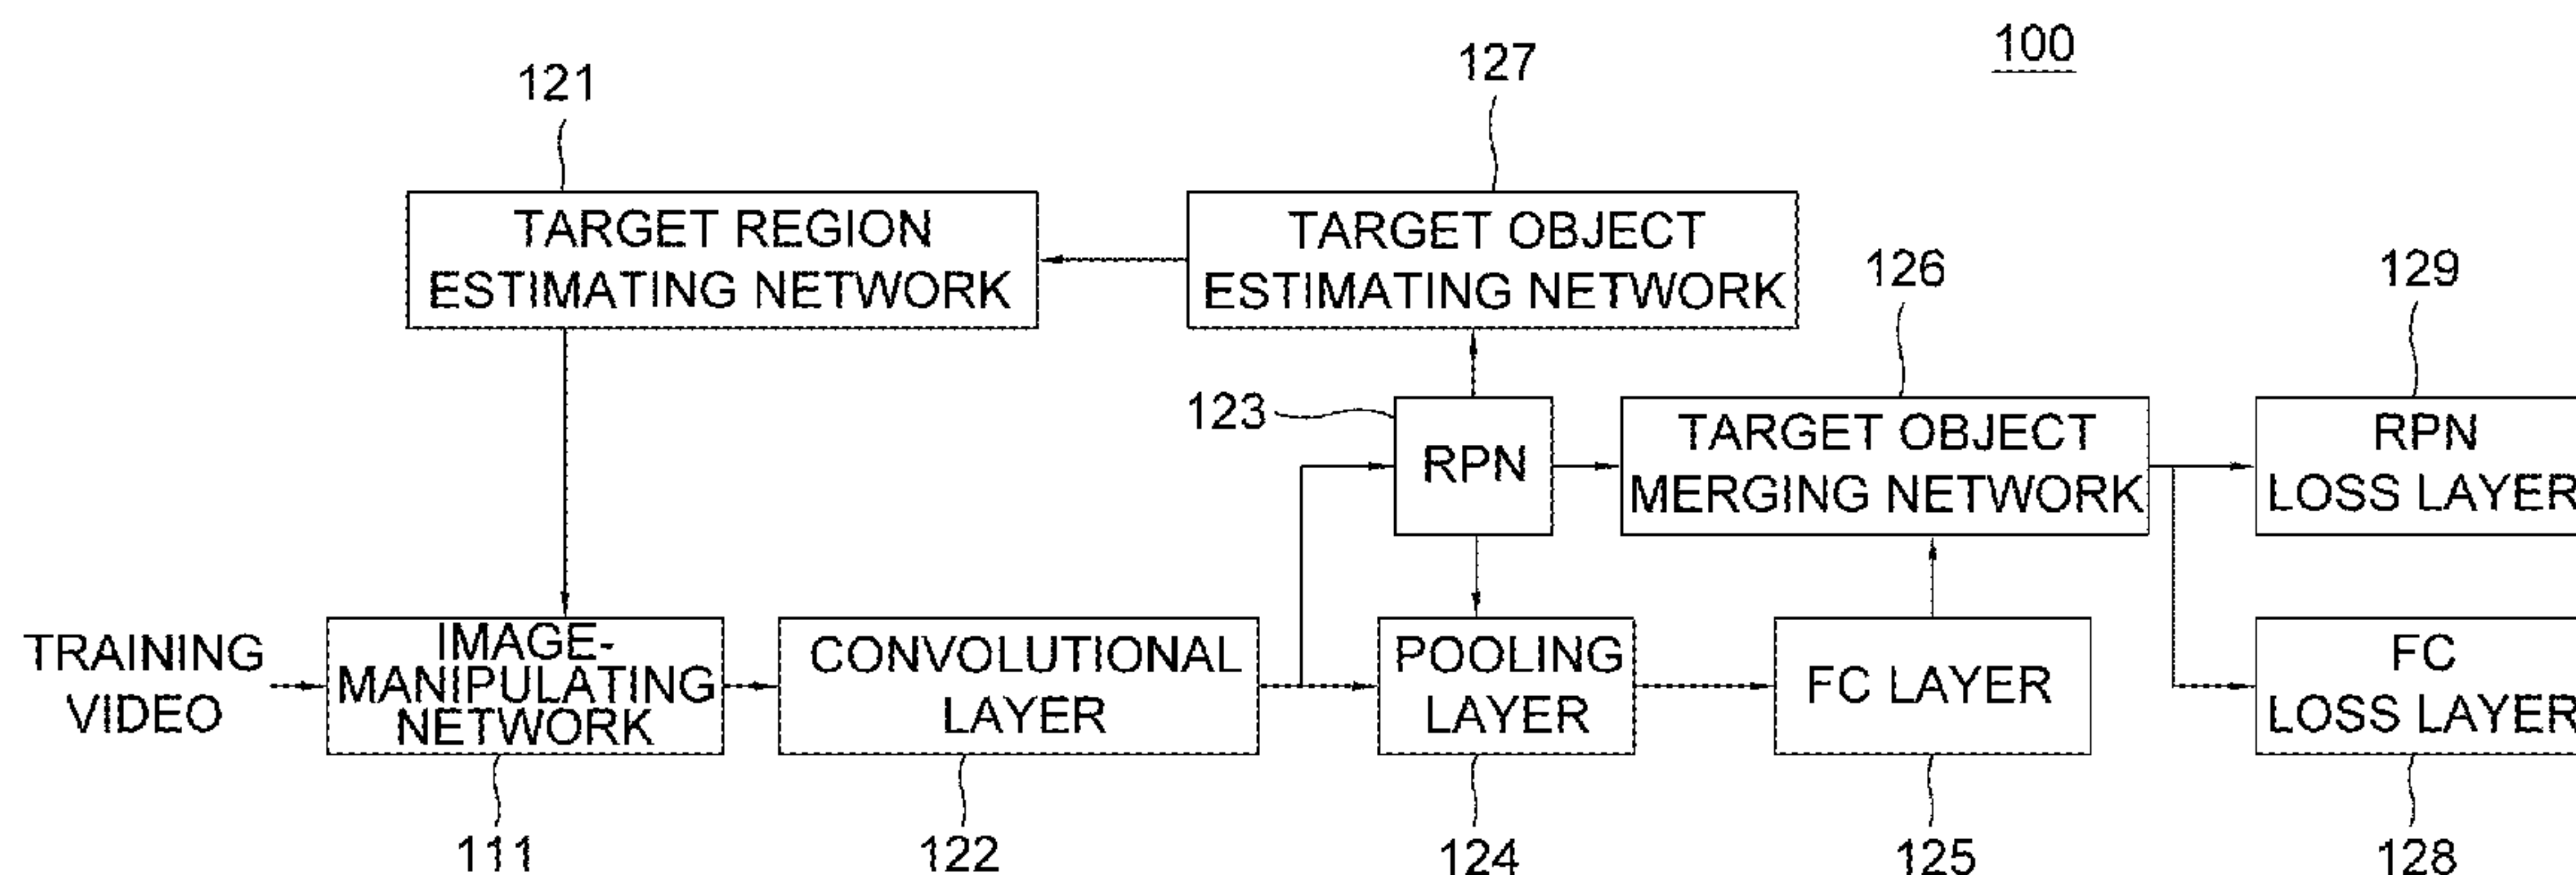 100
121
127
TARGET REGION
ESTIMATING NETWORK
TARGET OBJECT
ESTIMATING NETWORK
126
129
123
RPN
TARGET OBJECT
MERGING NETWORK
RPN
LOSS LAYER
TRAINING
VIDEO
IMAGE-
MANIPULATING
NETWORK
CONVOLUTIONAL
LAYER
POOLING
LAYER
FC LAYER
FC
LOSS LAYER
111
122
124
125
128